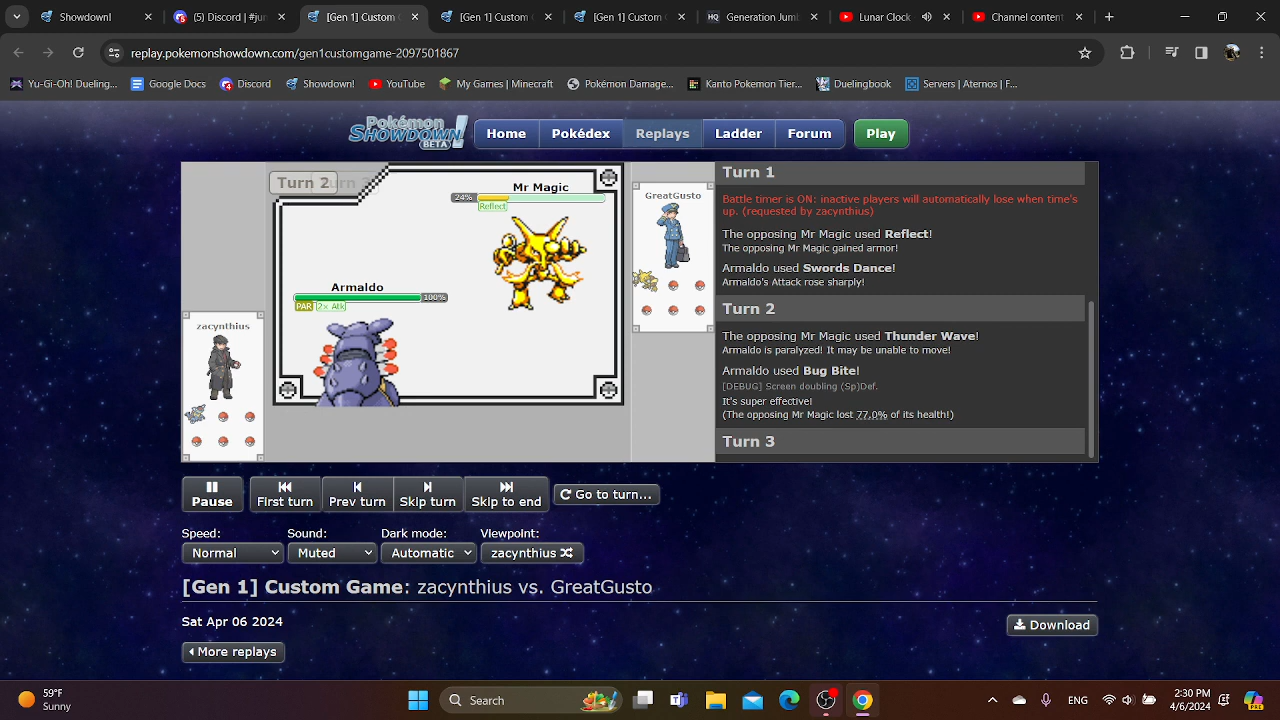 Showdown!
(5) Discord | #jun
[Gen 1] Custom
[Gen 1] Custom G
[Gen 1] Custom
HQ
Generation Juml
Lunar Clock
Channel content
replay.pokemonshowdown.com/gen1customgame-2097501867
Yu-Gi-Oh! Dueling...
Google Docs
Discord
Showdown!
YouTube
My Games | Minecraft
Pokémon Damage...
Kanto Pokemon Tier...
Duelingbook
Servers | Aternos | F...
Pokémon
SHOWDOWN!
BETA
Home
Pokédex
Replays
Ladder
Forum
Play
Turn 2
Turn 3
Mr Magic
24%
Reflect
Armaldo
100%
PAR
2× Atk
zacynthius
GreatGusto
Turn 1
Battle timer is ON: inactive players will automatically lose when time's
up. (requested by zacynthius)
The opposing Mr Magic used Reflect!
The opposing Mr Magic gained armor!
Armaldo used Swords Dance!
Armaldo's Attack rose sharply!
Turn 2
The opposing Mr Magic used Thunder Wave!
Armaldo is paralyzed! It may be unable to move!
Armaldo used Bug Bite!
[DEBUG] Screen doubling (Sp)Def.
It's super effective!
(The opposing Mr Magic lost 77.0% of its health!)
Turn 3
Pause
First turn
Prev turn
Skip turn
Skip to end
Go to turn...
Speed:
Sound:
Dark mode:
Viewpoint:
Normal
Muted
Automatic
zacynthius
[Gen 1] Custom Game: zacynthius vs. GreatGusto
Sat Apr 06 2024
Download
More replays
59°F
Sunny
Search
ENG
2:30 PM
4/6/2024
PRE